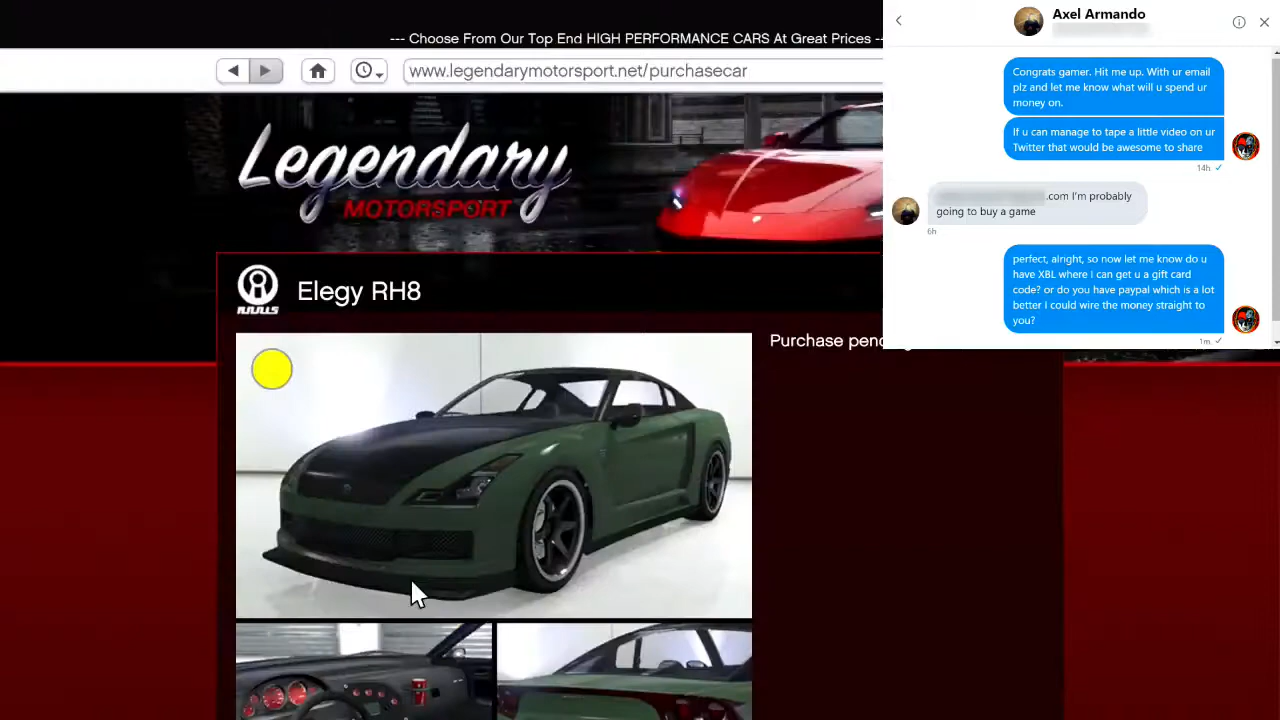 --- Choose From Our Top End HIGH PERFORMANCE CARS At Great Prices --
www.legendarymotorsport.net/purchasecar
Legendary
MOTORSPORT
Elegy RH8
Purchase
Axel Armando
Congrats gamer. Hit me up. With ur email
plz and let me know what will u spend ur
money on.
If u can manage to tape a little video on ur
Twitter that would be awesome to share
14h
.com I'm probably
going to buy a game
6h
perfect, alright, so now let me know do u
have XBL where I can get u a gift card
code? or do you have paypal which is a lot
better I could wire the money straight to
you?
1m